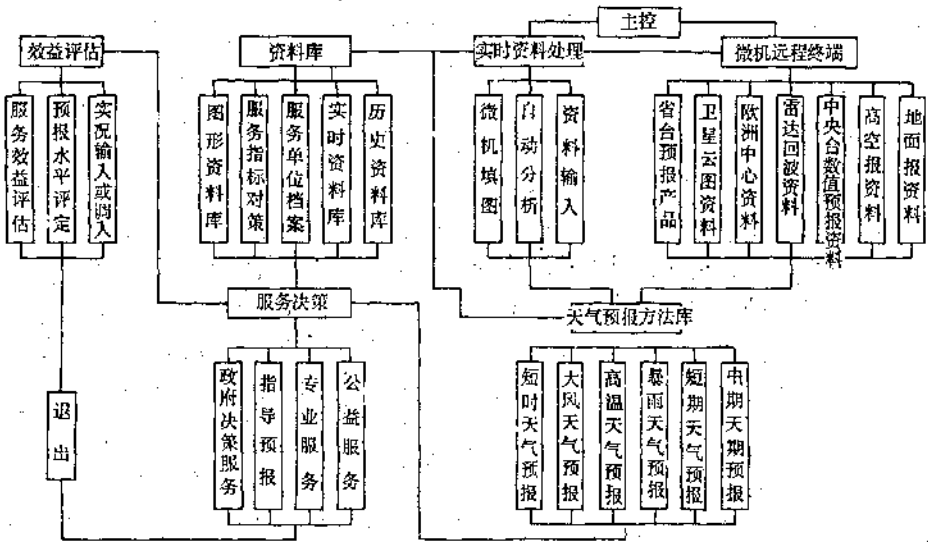 主控
效益评估
资料库
实时资料处理
微机远程终端
服务效益评估
预报水平评定
实况输入或调入
图形资料库
服务指标对策
服务单位档案
实时资料库
历史资料库
微机填图
自动分析
资料输入
省台预报产品
卫星云图资料
欧洲中心资料
雷达回波资料
中央台数值预报资料
高空报资料
地面报资料
服务决策
天气预报方法库
退出
政府决策服务
指导预报
专业服务
公益服务
短时天气预报
大风天气预报
高温天气预报
暴雨天气预报
短期天气预报
中期天期预报